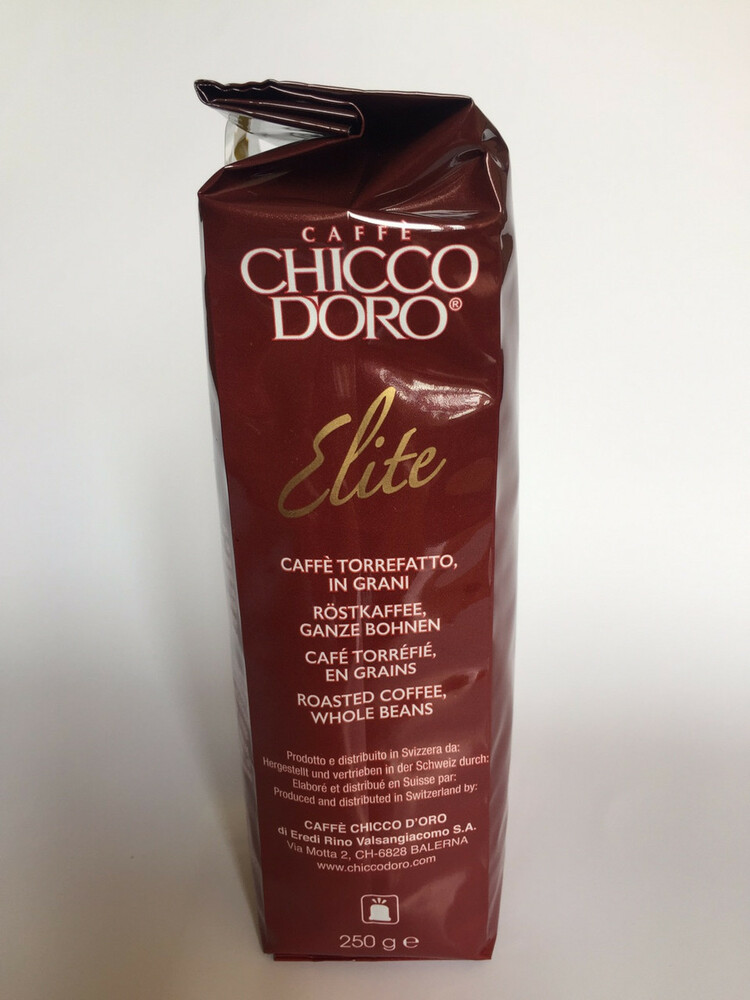 CAFFÈ
CHICCO
D'ORO®
Elite
CAFFÈ TORREFATTO,
IN GRANI
RÖSTKAFFEE,
GANZE BOHNEN
CAFÉ TORRÉFIÉ,
EN GRAINS
ROASTED COFFEE,
WHOLE BEANS
Prodotto e distribuito in Svizzera da:
Hergestellt und vertrieben in der Schweiz durch:
Elaboré et distribué en Suisse par:
Produced and distributed in Switzerland by:
CAFFÈ CHICCO D'ORO
di Eredi Rino Valsangiacomo S.A.
Via Motta 2, CH-6828 BALERNA
www.chiccodoro.com
250 g e